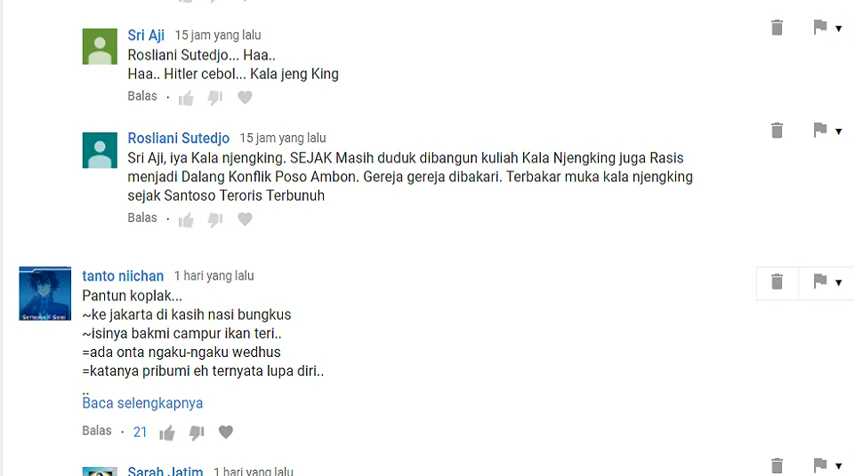 Sri Aji 15 jam yang lalu
Rosliani Sutedjo... Haa..
Haa.. Hitler cebol... Kala jeng King
Balas ·
Rosliani Sutedjo 15 jam yang lalu
Sri Aji, iya Kala njengking. SEJAK Masih duduk dibangun kuliah Kala Njengking juga Rasis
menjadi Dalang Konflik Poso Ambon. Gereja gereja dibakari. Terbakar muka kala njengking
sejak Santoso Teroris Terbunuh
Balas ·
tanto niichan 1 hari yang lalu
Pantun koplak...
~ke jakarta di kasih nasi bungkus
~isinya bakmi campur ikan teri..
=ada onta ngaku-ngaku wedhus
=katanya pribumi eh ternyata lupa diri..
..
Baca selengkapnya
Balas · 21
Sarah Jatim 1 hari yang lalu